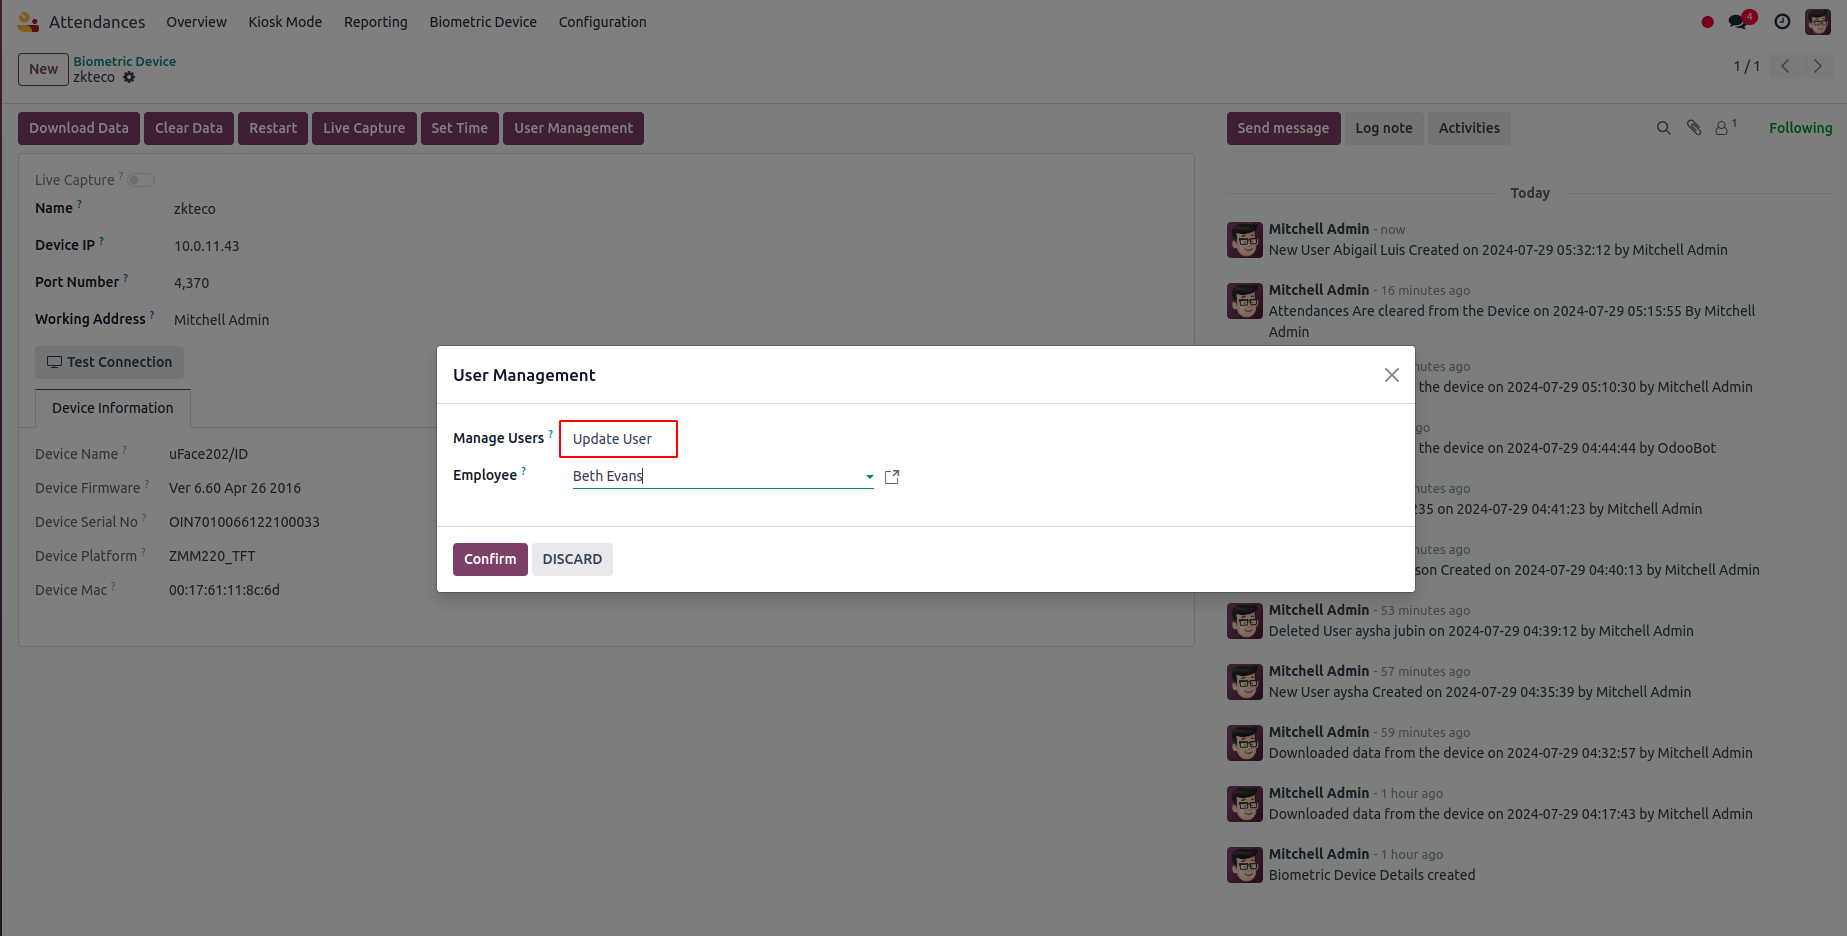 Attendances Overview Kiosk Mode Reporting Biometric Device Configuration 4
New Biometric Device
zkteco
1 / 1
Download Data Clear Data Restart Live Capture Set Time User Management
Send message Log note Activities 1 Following
Live Capture ?
Name ? zkteco
Device IP ? 10.0.11.43
Port Number ? 4,370
Working Address ? Mitchell Admin
Test Connection
Device Information
Device Name ? uFace202/ID
Device Firmware ? Ver 6.60 Apr 26 2016
Device Serial No ? OIN7010066122100033
Device Platform ? ZMM220_TFT
Device Mac ? 00:17:61:11:8c:6d
User Management
Manage Users ? Update User
Employee ? Beth Evans
Confirm DISCARD
Today
Mitchell Admin - now
New User Abigail Luis Created on 2024-07-29 05:32:12 by Mitchell Admin
Mitchell Admin - 16 minutes ago
Attendances Are cleared from the Device on 2024-07-29 05:15:55 By Mitchell
Admin
nutes ago
the device on 2024-07-29 05:10:30 by Mitchell Admin
go
the device on 2024-07-29 04:44:44 by OdooBot
nutes ago
235 on 2024-07-29 04:41:23 by Mitchell Admin
nutes ago
son Created on 2024-07-29 04:40:13 by Mitchell Admin
Mitchell Admin - 53 minutes ago
Deleted User aysha jubin on 2024-07-29 04:39:12 by Mitchell Admin
Mitchell Admin - 57 minutes ago
New User aysha Created on 2024-07-29 04:35:39 by Mitchell Admin
Mitchell Admin - 59 minutes ago
Downloaded data from the device on 2024-07-29 04:32:57 by Mitchell Admin
Mitchell Admin - 1 hour ago
Downloaded data from the device on 2024-07-29 04:17:43 by Mitchell Admin
Mitchell Admin - 1 hour ago
Biometric Device Details created